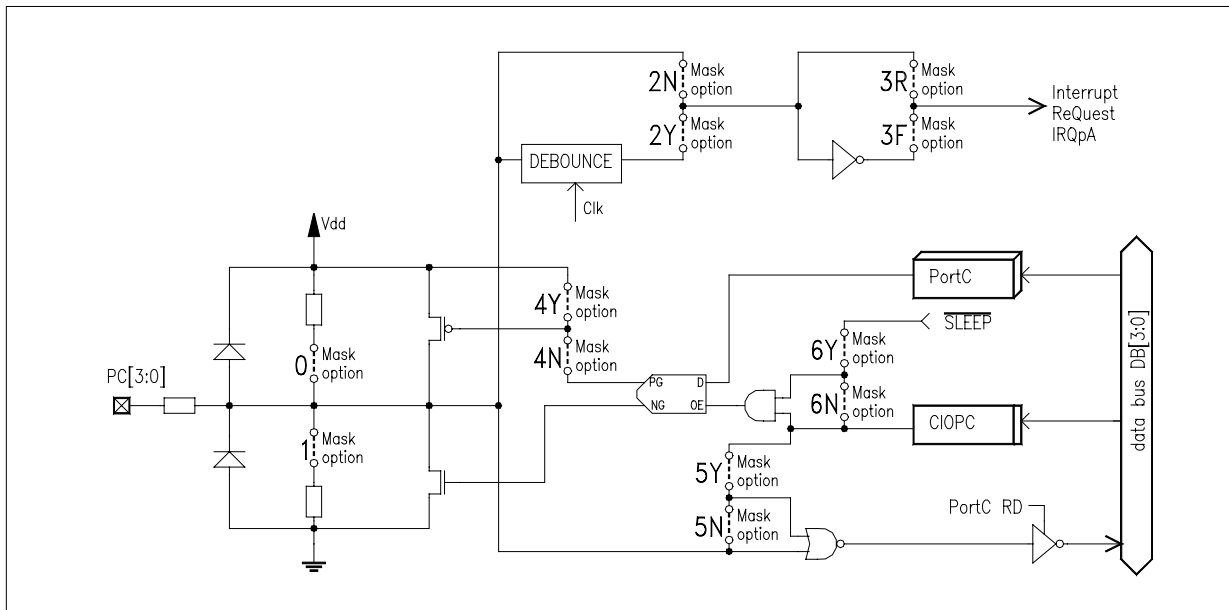 2N
Mask
option
2Y
Mask
option
3R
Mask
option
3F
Mask
option
Interrupt
ReQuest
IRQpA
DEBOUNCE
Clk
Vdd
4Y
Mask
option
4N
Mask
option
0
Mask
option
1
Mask
option
PC[3:0]
PG
D
NG
OE
PortC
SLEEP
6Y
Mask
option
6N
Mask
option
CIOPC
5Y
Mask
option
5N
Mask
option
PortC RD
data bus DB[3:0]